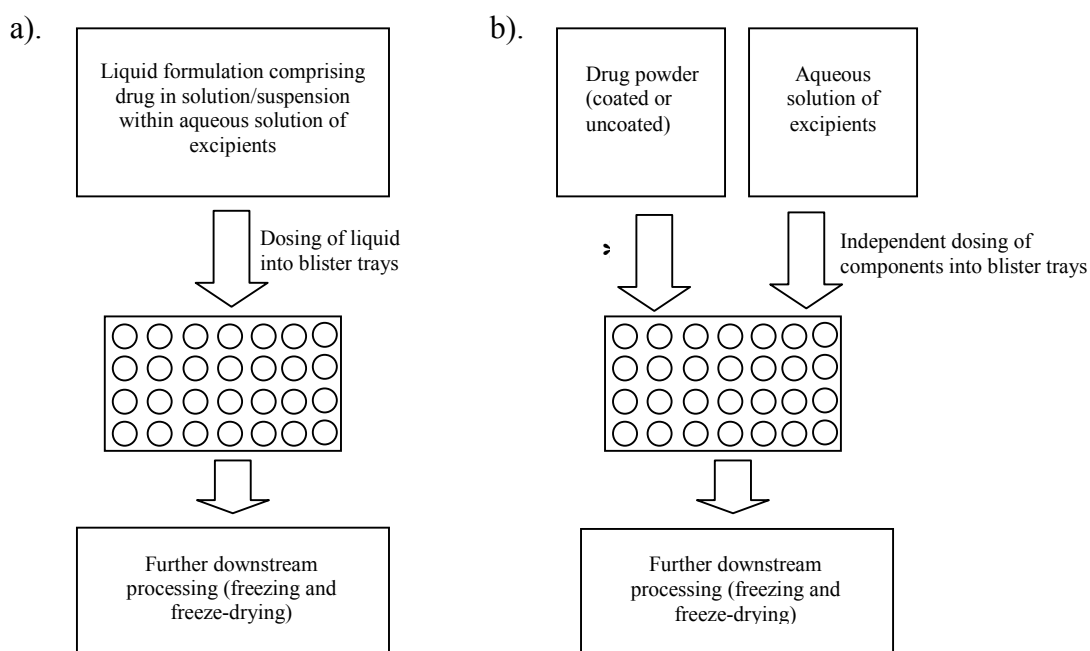 a).
Liquid formulation comprising
drug in solution/suspension
within aqueous solution of
excipients
Dosing of liquid
into blister trays
Further downstream
processing (freezing and
freeze-drying)
b).
Drug powder
(coated or
uncoated)
Aqueous
solution of
excipients
Independent dosing of
components into blister trays
Further downstream
processing (freezing and
freeze-drying)